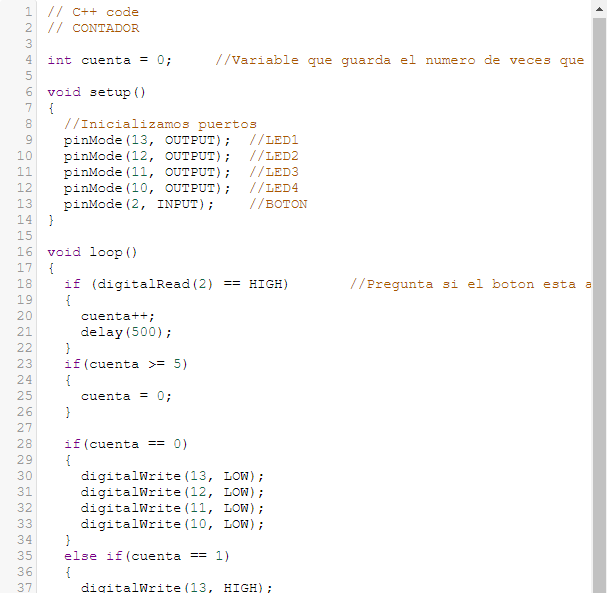 1 // C++ code
2 // CONTADOR
3
4 int cuenta = 0; //Variable que guarda el numero de veces que
5
6 void setup()
7 {
8 //Inicializamos puertos
9 pinMode(13, OUTPUT); //LED1
10 pinMode(12, OUTPUT); //LED2
11 pinMode(11, OUTPUT); //LED3
12 pinMode(10, OUTPUT); //LED4
13 pinMode(2, INPUT); //BOTON
14 }
15
16 void loop()
17 {
18 if (digitalRead(2) == HIGH) //Pregunta si el boton esta a
19 {
20 cuenta++;
21 delay(500);
22 }
23 if(cuenta >= 5)
24 {
25 cuenta = 0;
26 }
27
28 if(cuenta == 0)
29 {
30 digitalWrite(13, LOW);
31 digitalWrite(12, LOW);
32 digitalWrite(11, LOW);
33 digitalWrite(10, LOW);
34 }
35 else if(cuenta == 1)
36 {
37 digitalWrite(13, HIGH);